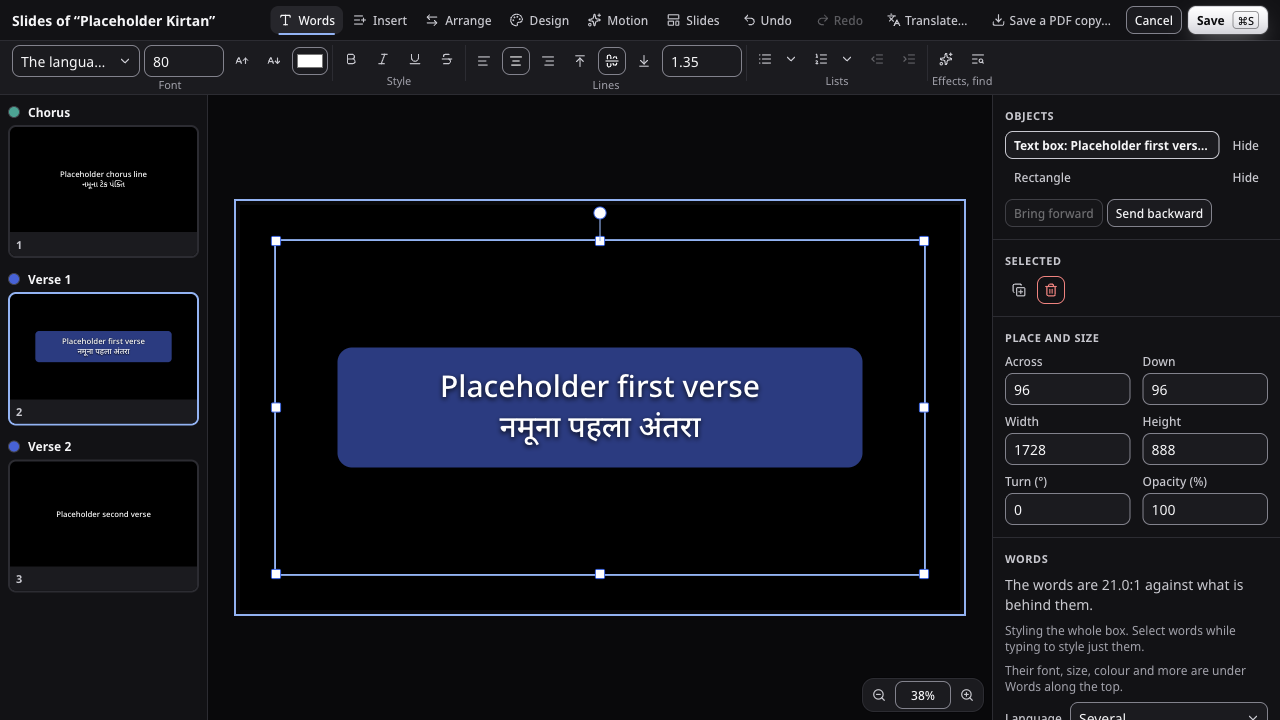 Slides of “Placeholder Kirtan”
Words
Insert
Arrange
Design
Motion
Slides
Undo
Redo
Translate…
Save a PDF copy…
Cancel
Save ⌘S
The langua…
80
Font
B I U S
Style
1.35
Lines
Lists
Effects, find
Chorus
Placeholder chorus line
1
Verse 1
Placeholder first verse
नमूना पहला अंतरा
2
Verse 2
Placeholder second verse
3
Placeholder first verse
नमूना पहला अंतरा
38%
OBJECTS
Text box: Placeholder first vers…
Hide
Rectangle
Hide
Bring forward
Send backward
SELECTED
PLACE AND SIZE
Across
Down
96
96
Width
Height
1728
888
Turn (°)
Opacity (%)
0
100
WORDS
The words are 21.0:1 against what is
behind them.
Styling the whole box. Select words while
typing to style just them.
Their font, size, colour and more are under
Words along the top.
Language
Several